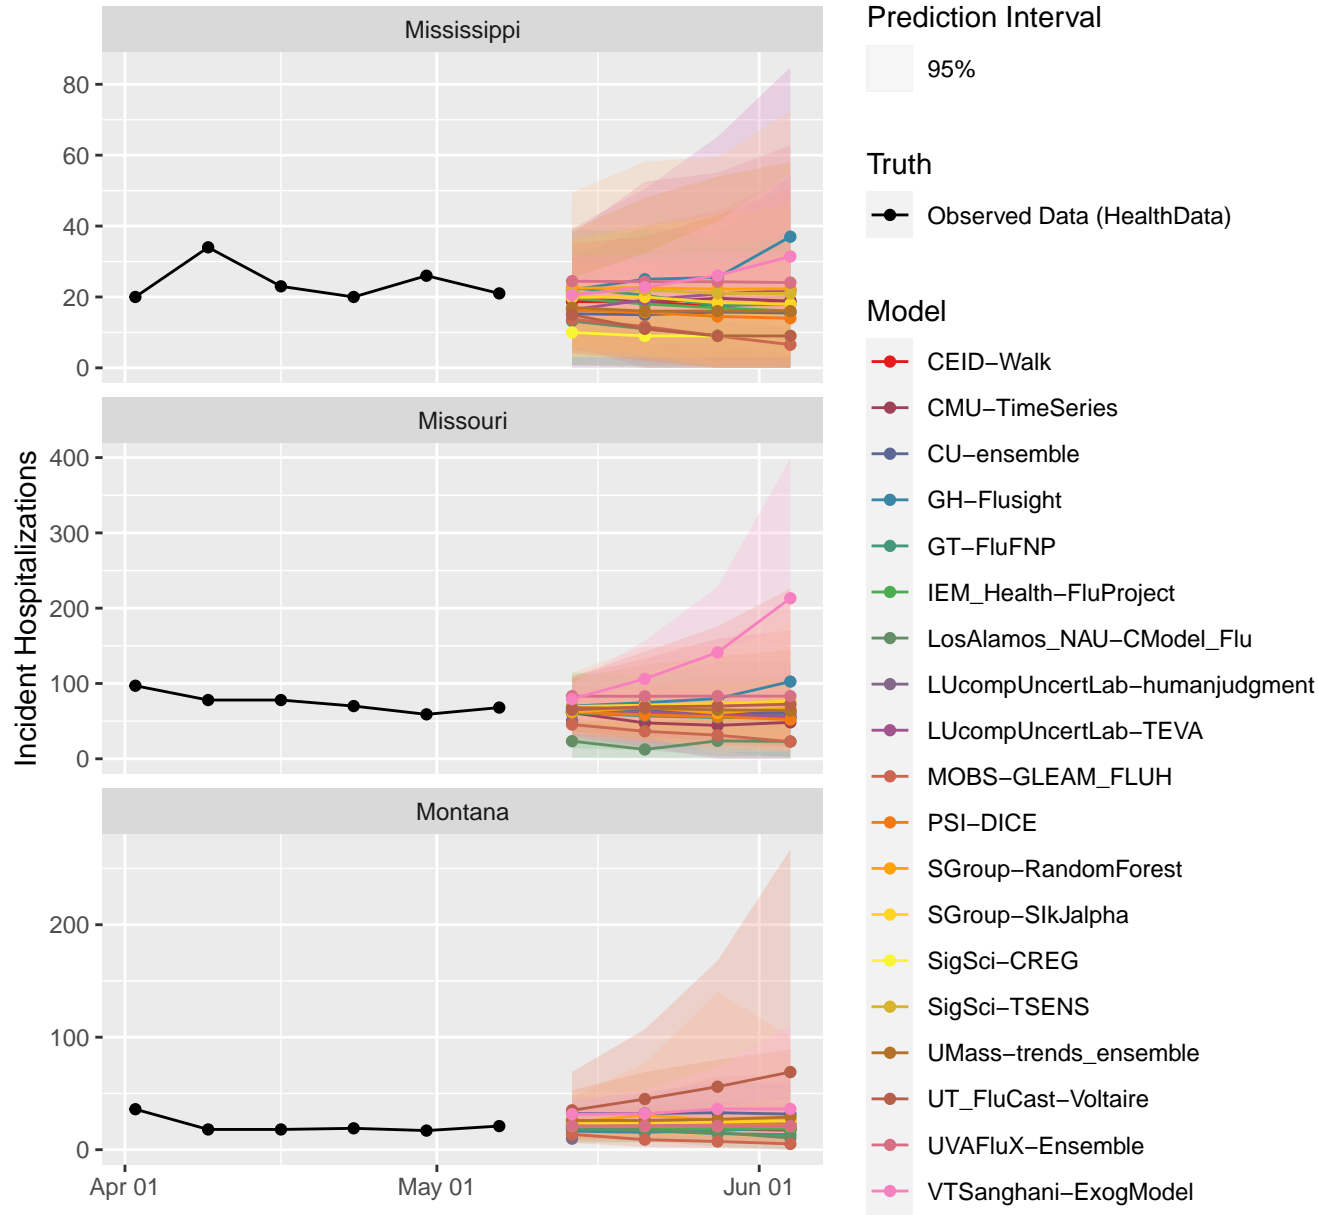 Mississippi
80
60
40
20
0
Missouri
400
300
200
100
0
Montana
200
100
0
Apr 01
May 01
Jun 01
Incident Hospitalizations
Prediction Interval
95%
Truth
Observed Data (HealthData)
Model
CEID−Walk
CMU−TimeSeries
CU−ensemble
GH−Flusight
GT−FluFNP
IEM_Health−FluProject
LosAlamos_NAU−CModel_Flu
LUcompUncertLab−humanjudgment
LUcompUncertLab−TEVA
MOBS−GLEAM_FLUH
PSI−DICE
SGroup−RandomForest
SGroup−SIkJalpha
SigSci−CREG
SigSci−TSENS
UMass−trends_ensemble
UT_FluCast−Voltaire
UVAFluX−Ensemble
VTSanghani−ExogModel